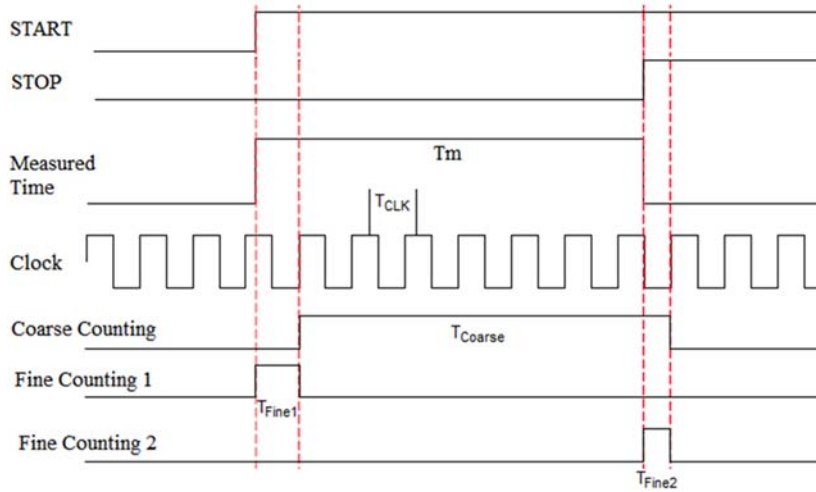 START
STOP
Measured
Time
Tm
TCLK
Clock
Coarse Counting
TCoarse
Fine Counting 1
TFine1
Fine Counting 2
TFine2